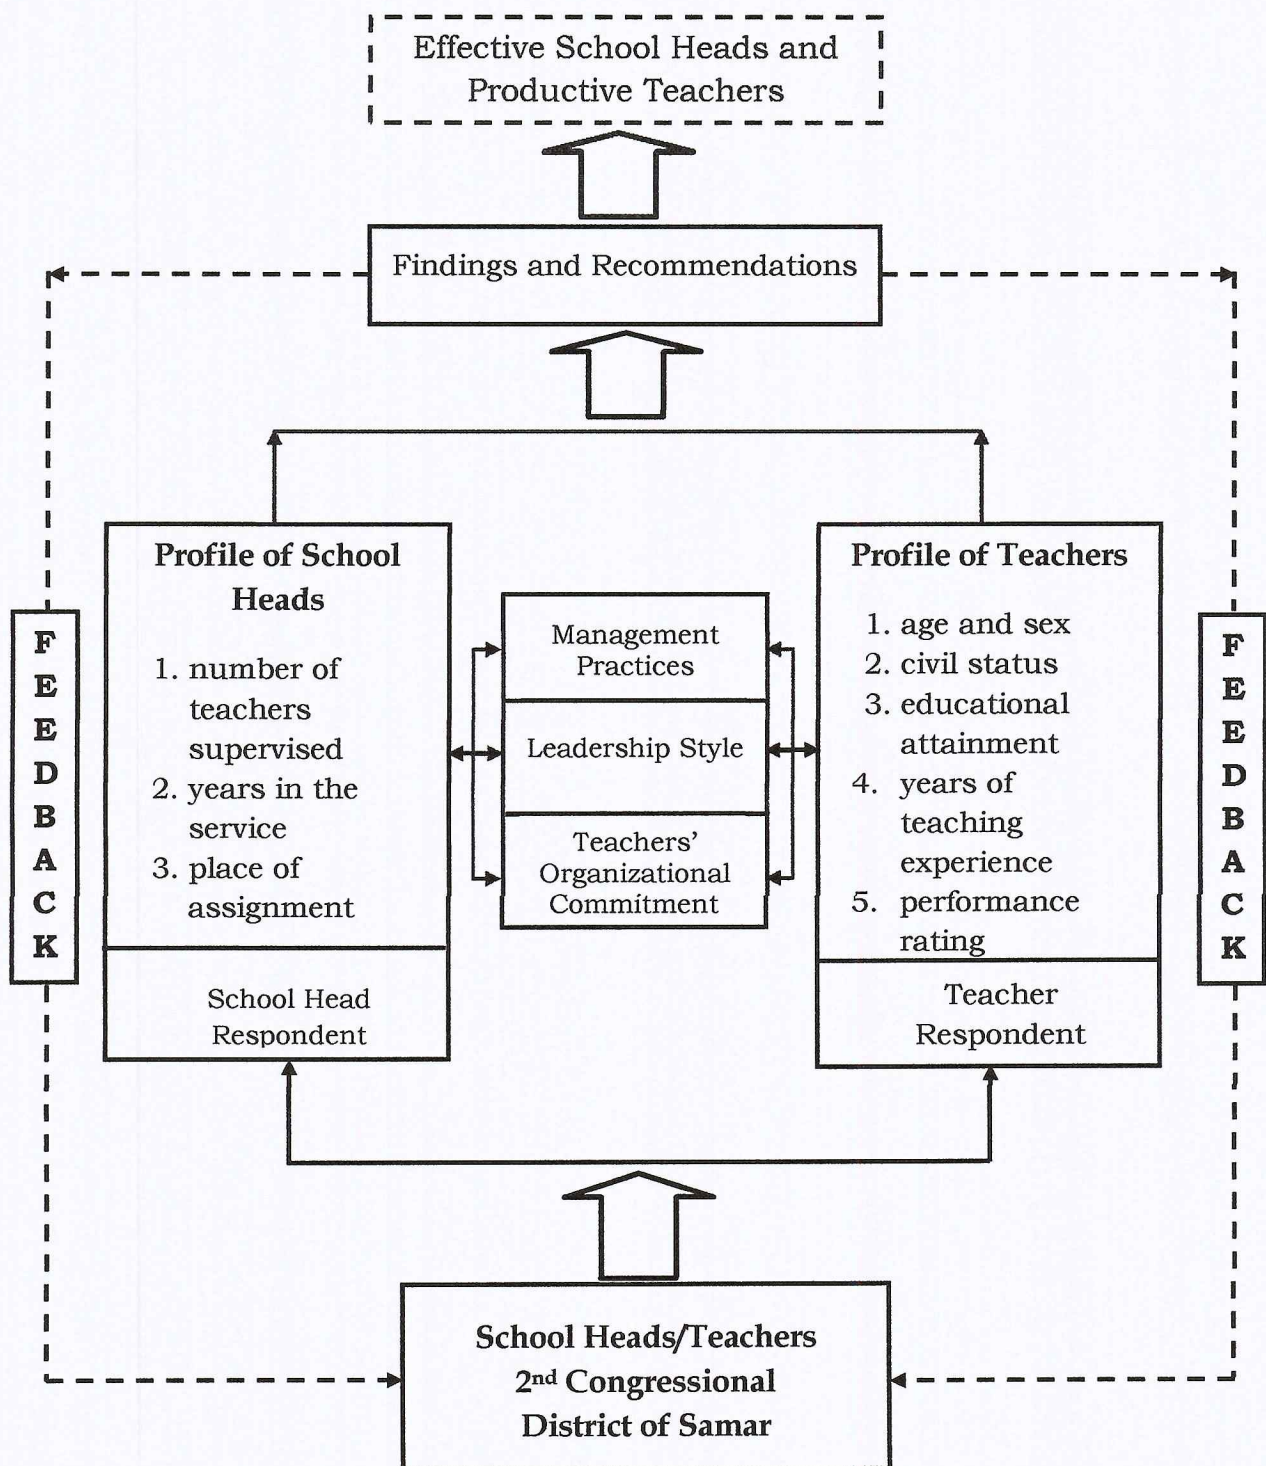 Effective School Heads and
Productive Teachers
Findings and Recommendations
F
E
E
D
B
A
C
K
Profile of School
Heads
1. number of
teachers
supervised
2. years in the
service
3. place of
assignment
School Head
Respondent
Management
Practices
Leadership Style
Teachers’
Organizational
Commitment
Profile of Teachers
1. age and sex
2. civil status
3. educational
attainment
4. years of
teaching
experience
5. performance
rating
Teacher
Respondent
F
E
E
D
B
A
C
K
School Heads/Teachers
2nd Congressional
District of Samar